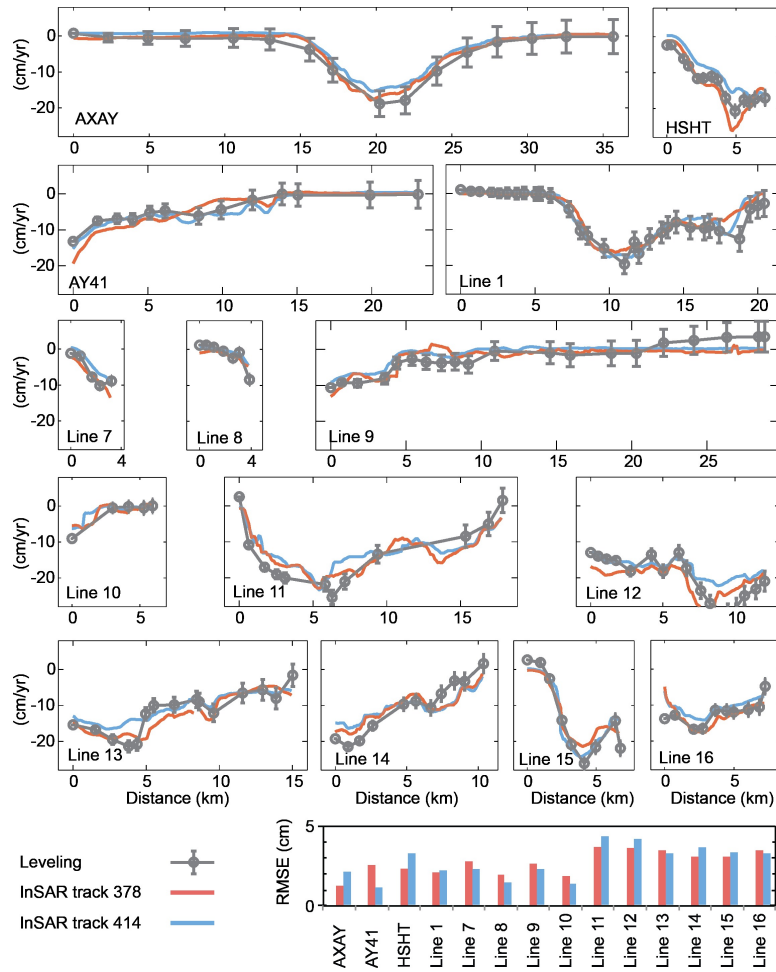 (cm/yr)
0
-10
-20
AXAY
0 5 10 15 20 25 30 35
HSHT
0 5
(cm/yr)
0
-10
-20
AY41
0 5 10 15 20
Line 1
0 5 10 15 20
(cm/yr)
0
-10
-20
Line 7
0 4
Line 8
0 4
Line 9
0 5 10 15 20 25
(cm/yr)
0
-10
-20
Line 10
0 5
Line 11
0 5 10 15
Line 12
0 5 10
(cm/yr)
0
-10
-20
Line 13
0 5 10 15
Line 14
0 5 10
Line 15
0 5
Line 16
0 5
Distance (km) Distance (km) Distance (km) Distance (km)
Leveling
InSAR track 378
InSAR track 414
RMSE (cm)
5
0
AXAY
AY41
HSHT
Line 1
Line 7
Line 8
Line 9
Line 10
Line 11
Line 12
Line 13
Line 14
Line 15
Line 16